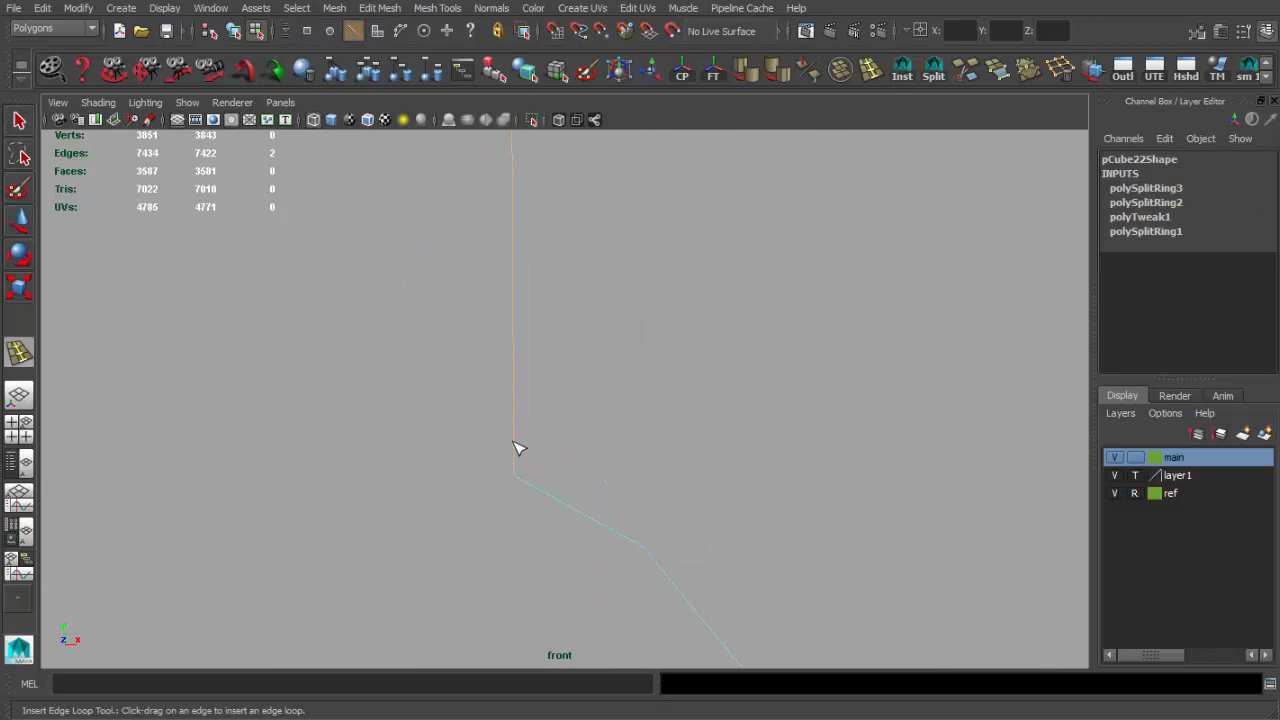 File Edit Modify Create Display Window Assets Select Mesh Edit Mesh Mesh Tools Normals Color Create UVs Edit UVs Muscle Pipeline Cache Help
Polygons No Live Surface X: Y: Z:
CP FT Inst Split Outl UTE Hshd TM sm 1
View Shading Lighting Show Renderer Panels
Channel Box / Layer Editor
Channels Edit Object Show
Verts: 3851 3843 0
Edges: 7434 7422 2
Faces: 3587 3581 0
Tris: 7022 7010 0
UVs: 4785 4771 0
pCube22Shape
INPUTS
polySplitRing3
polySplitRing2
polyTweak1
polySplitRing1
Display Render Anim
Layers Options Help
V main
V T layer1
V R ref
y
z x
front
MAYA
MEL
Insert Edge Loop Tool.: Click-drag on an edge to insert an edge loop.